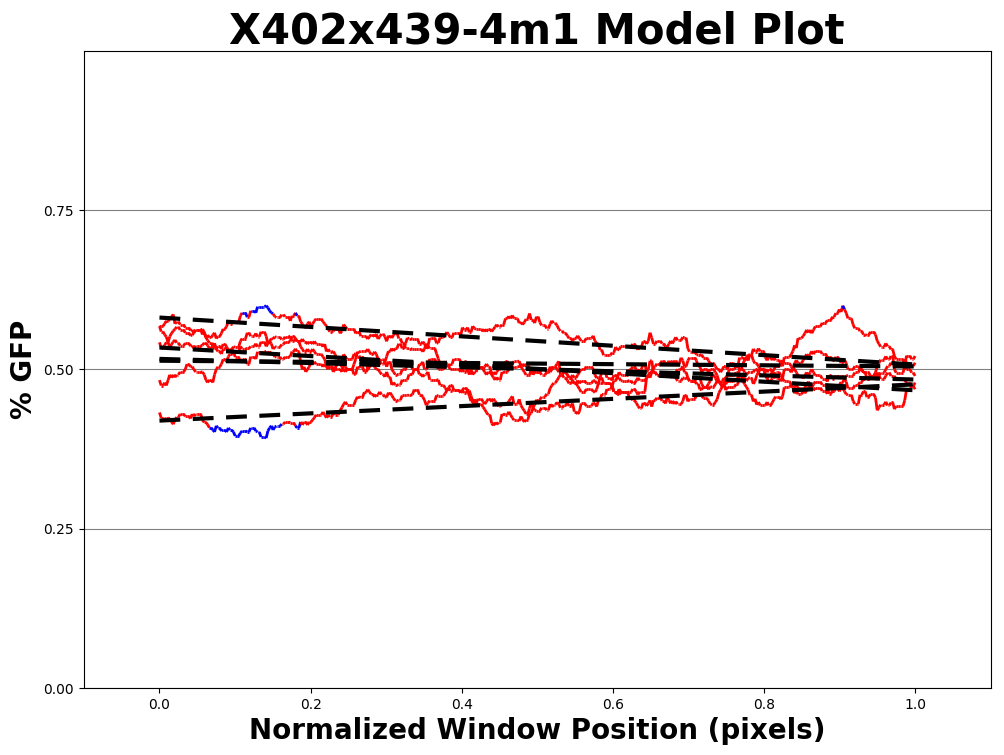 X402x439-4m1 Model Plot
% GFP
0.75
0.50
0.25
0.00
0.0 0.2 0.4 0.6 0.8 1.0
Normalized Window Position (pixels)